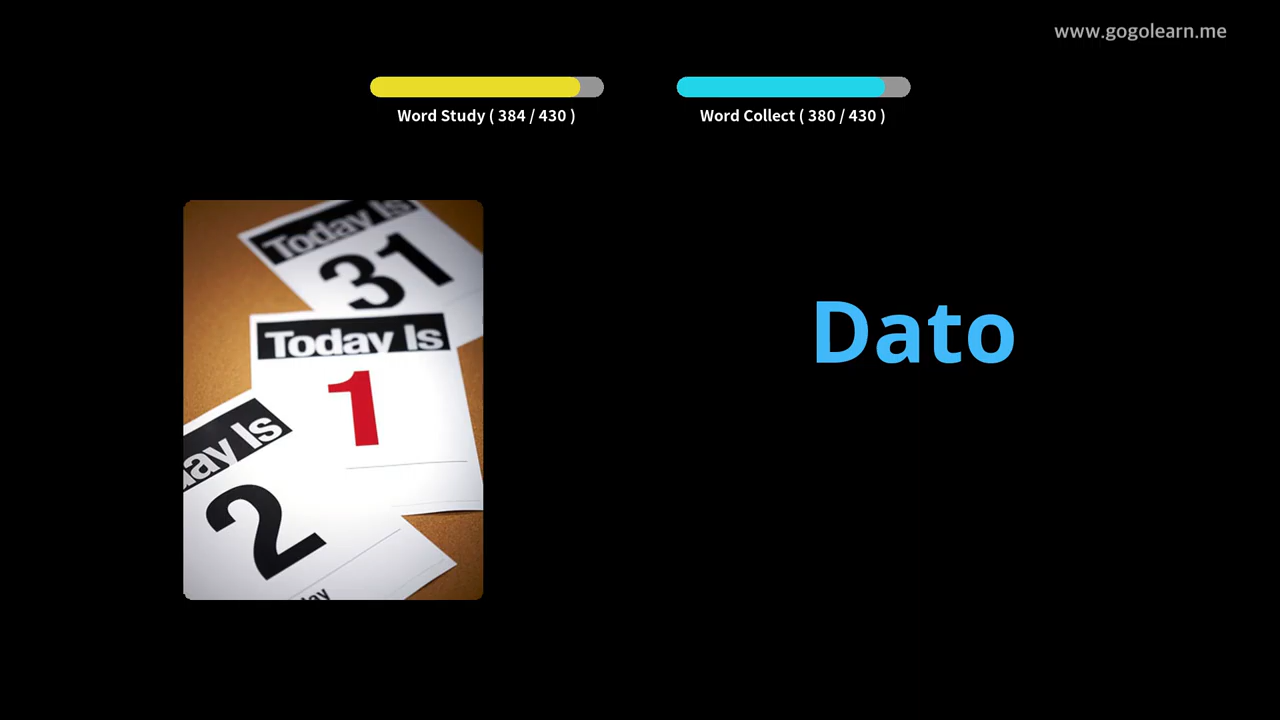 www.gogolearn.me
Word Study ( 384 / 430 )
Word Collect ( 380 / 430 )
Today Is
31
Today Is
1
ay Is
2
ay
Dato